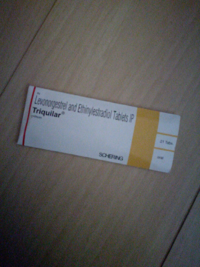 Levonorgestrel and Ethinylestradiol Tablets IP
Triquilar®
SCHERING